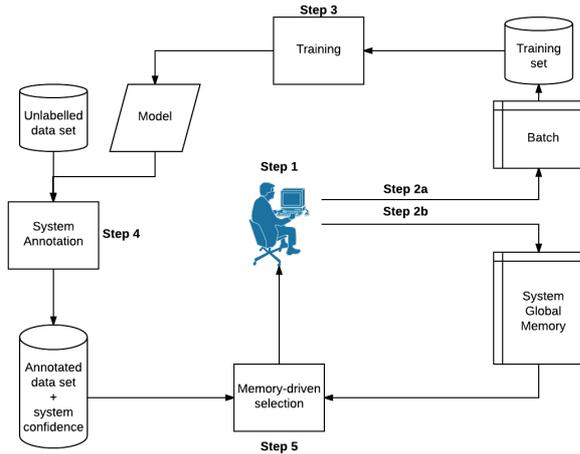 Step 3
Training
Training
set
Unlabelled
data set
Model
Batch
Step 1
Step 2a
Step 2b
System
Annotation
Step 4
System
Global
Memory
Annotated
data set
+
system
confidence
Memory-driven
selection
Step 5